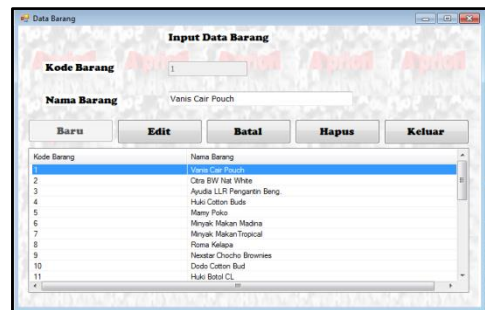 Data Barang
Input Data Barang
Kode Barang 1
Nama Barang Vanis Cair Pouch
Baru Edit Batal Hapus Keluar
Kode Barang Nama Barang
1 Vanis Cair Pouch
2 Citra BW Nat White
3 Ayudia LLR Pengantin Beng.
4 Huki Cotton Buds
5 Mamy Poko
6 Minyak Makan Madina
7 Minyak MakanTropical
8 Roma Kelapa
9 Nexstar Chocho Brownies
10 Dodo Cotton Bud
11 Huki Botol CL